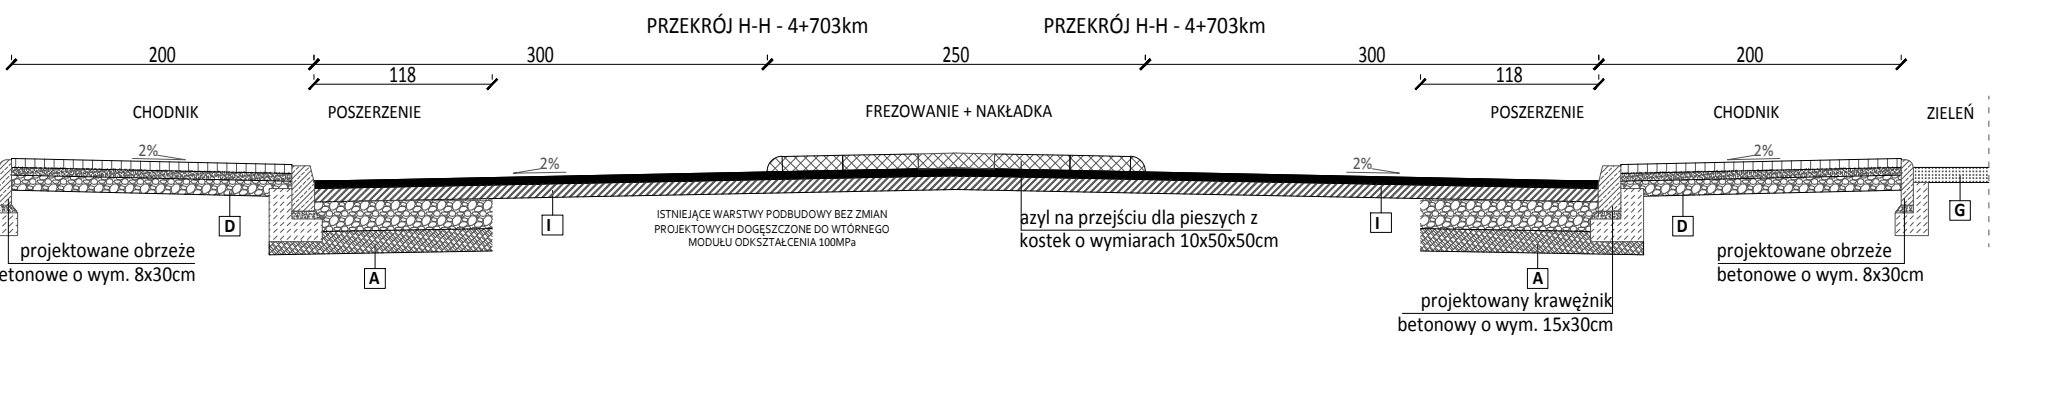 PRZEKRÓJ H-H - 4+703km PRZEKRÓJ H-H - 4+703km
200 300 250 300 200
118 118
CHODNIK POSZERZENIE FREZOWANIE + NAKŁADKA POSZERZENIE CHODNIK ZIELEŃ
2% 2% 2% 2%
D I I D G
ISTNIEJĄCE WARSTWY PODBUDOWY BEZ ZMIAN
PROJEKTOWYCH DOGĘSZCZONE DO WTÓRNEGO
MODUŁU ODKSZTAŁCENIA 100MPa
azyl na przejściu dla pieszych z
kostek o wymiarach 10x50x50cm
projektowane obrzeże
etonowe o wym. 8x30cm
A A
projektowany krawężnik
betonowy o wym. 15x30cm
projektowane obrzeże
betonowe o wym. 8x30cm